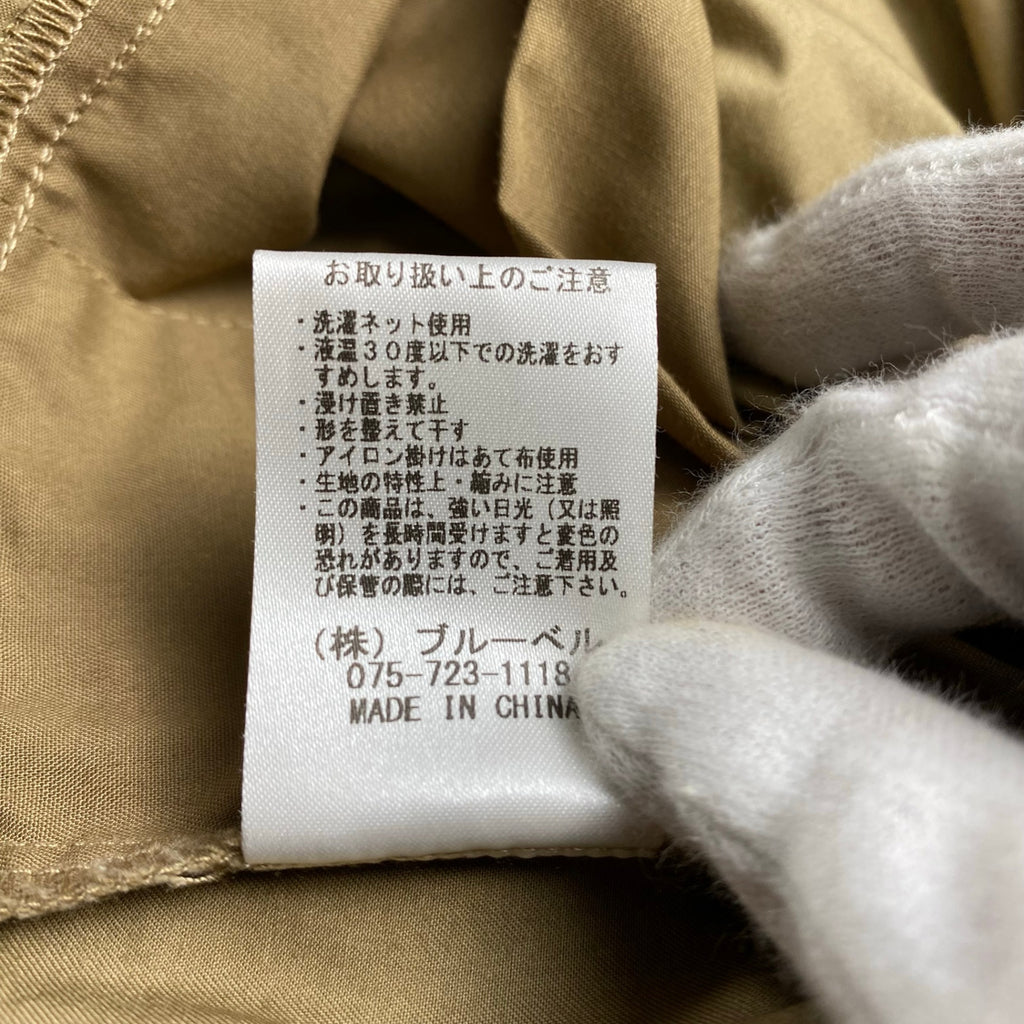 お取り扱い上のご注意
・洗濯ネット使用
・液温30度以下での洗濯をおす
すめします。
・浸け置き禁止
・形を整えて干す
・アイロン掛けはあて布使用
・生地の特性上・縮みに注意
・この商品は、強い日光（又は照
明）を長時間受けますと変色の
恐れがありますので、ご着用及
び保管の際には、ご注意下さい。
（株）ブルーベル
075-723-1118
MADE IN CHINA